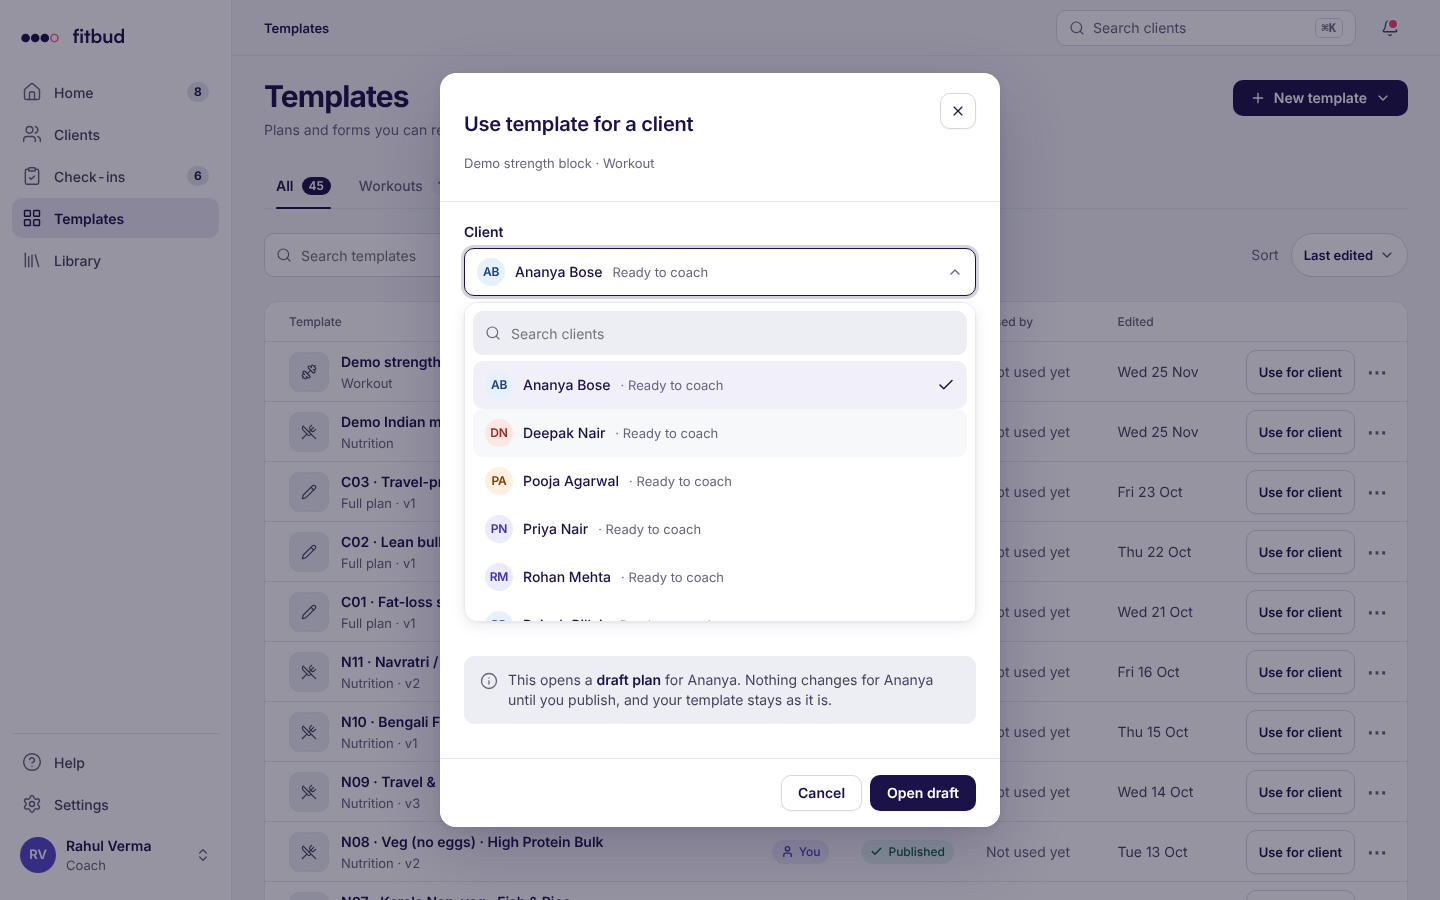 fitbud
Home 8
Clients
Check-ins 6
Templates
Library
Help
Settings
RV Rahul Verma
Coach
Templates
Search clients ⌘K
Templates
Plans and forms you can
New template
All 45 Workouts
Search templates
Sort Last edited
Template Edited
by
Demo strength
Workout
ot used yet Wed 25 Nov Use for client
Demo Indian
Nutrition
ot used yet Wed 25 Nov Use for client
C03 · Travel-
Full plan · v1
ot used yet Fri 23 Oct Use for client
C02 · Lean
Full plan · v1
ot used yet Thu 22 Oct Use for client
C01 · Fat-loss
Full plan · v1
ot used yet Wed 21 Oct Use for client
N11 · Navratri /
Nutrition · v2
ot used yet Fri 16 Oct Use for client
N10 · Bengali
Nutrition · v1
ot used yet Thu 15 Oct Use for client
N09 · Travel &
Nutrition · v3
ot used yet Wed 14 Oct Use for client
N08 · Veg (no eggs) · High Protein Bulk
Nutrition · v2
You Published Not used yet Tue 13 Oct Use for client
Use template for a client
Demo strength block · Workout
Client
AB Ananya Bose Ready to coach
Search clients
AB Ananya Bose · Ready to coach
DN Deepak Nair · Ready to coach
PA Pooja Agarwal · Ready to coach
PN Priya Nair · Ready to coach
RM Rohan Mehta · Ready to coach
This opens a draft plan for Ananya. Nothing changes for Ananya
until you publish, and your template stays as it is.
Cancel Open draft